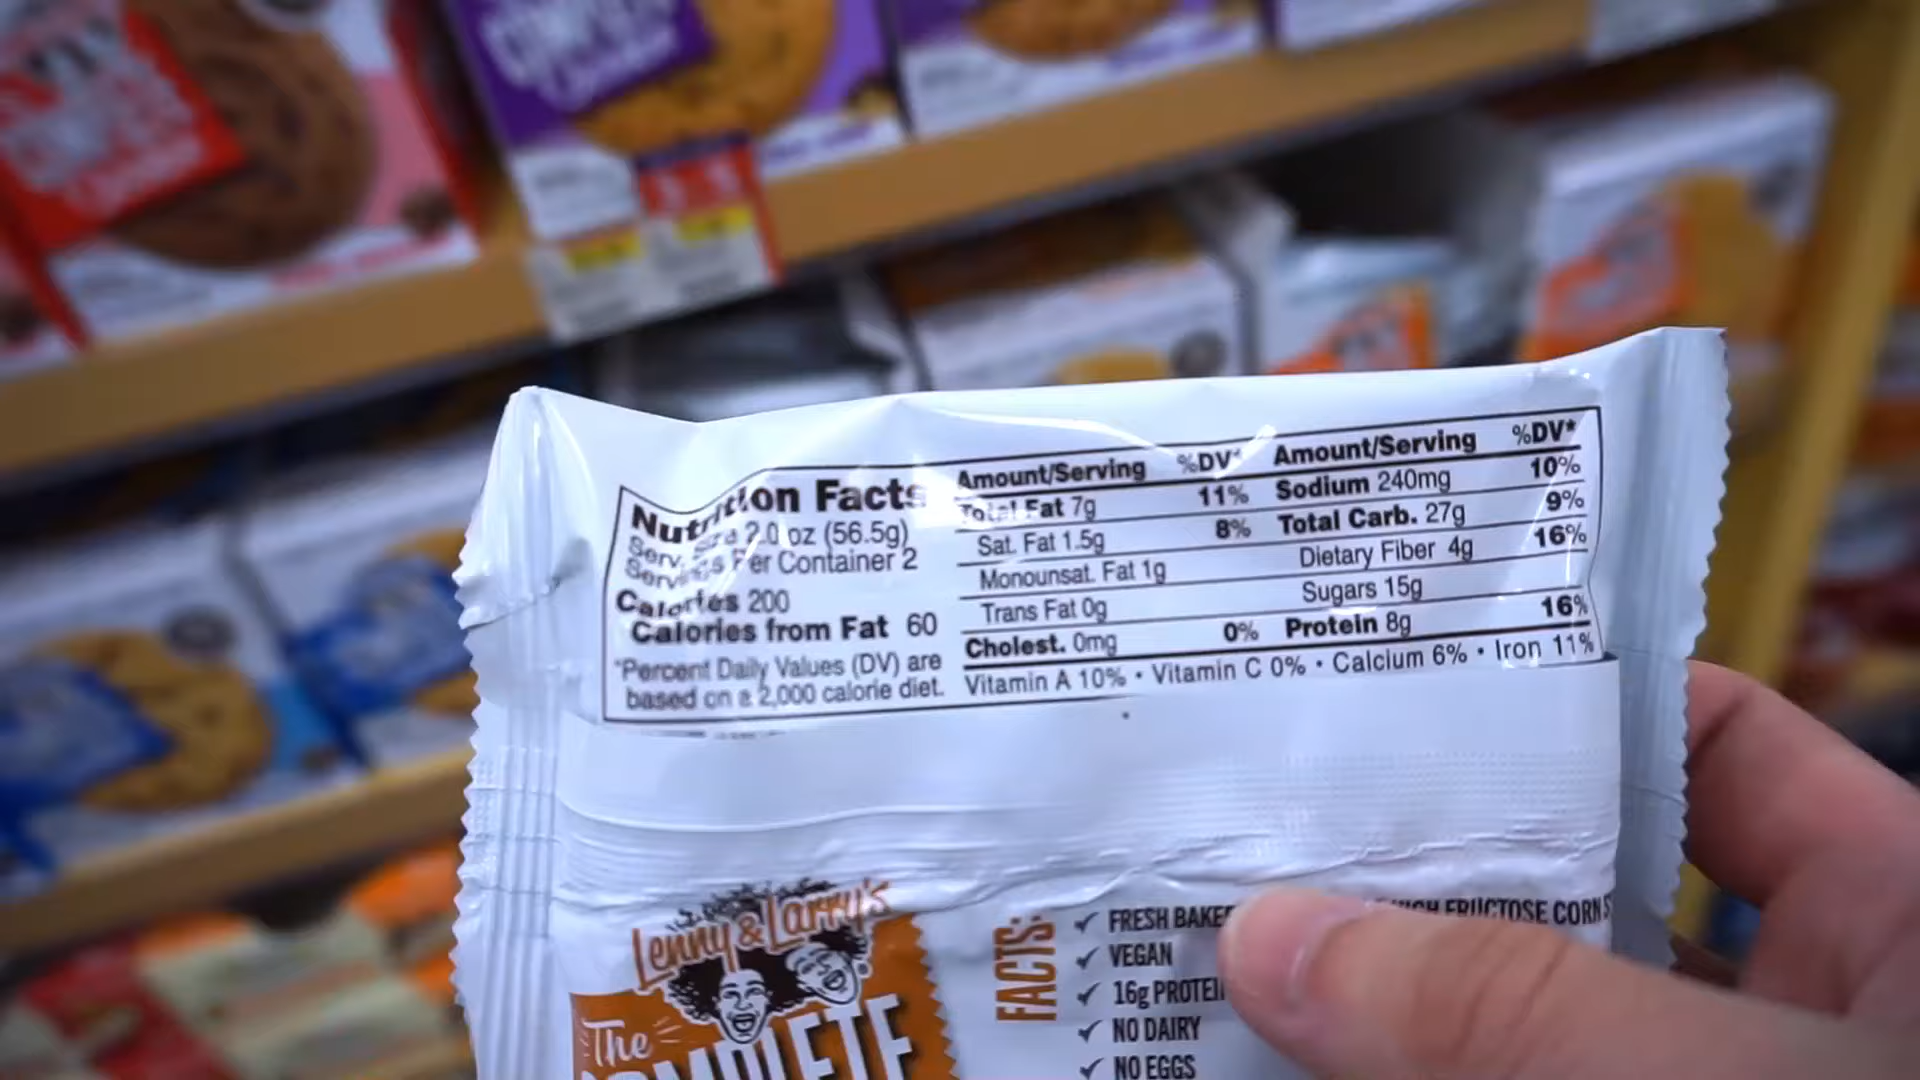 Nutrition Facts
Serv. Size 2.0 oz (56.5g)
Servings Per Container 2
Calories 200
Calories from Fat 60
*Percent Daily Values (DV) are
based on a 2,000 calorie diet.
Amount/Serving %DV*
Total Fat 7g 11%
Sat. Fat 1.5g 8%
Monounsat. Fat 1g
Trans Fat 0g
Cholest. 0mg 0%
Amount/Serving %DV*
Sodium 240mg 10%
Total Carb. 27g 9%
Dietary Fiber 4g 16%
Sugars 15g
Protein 8g 16%
Vitamin A 10% • Vitamin C 0% • Calcium 6% • Iron 11%
Lenny & Larry's
The
COMPLETE
FACTS:
✓ FRESH BAKED
✓ VEGAN
✓ 16g PROTEIN
✓ NO DAIRY
✓ NO EGGS
HIGH FRUCTOSE CORN